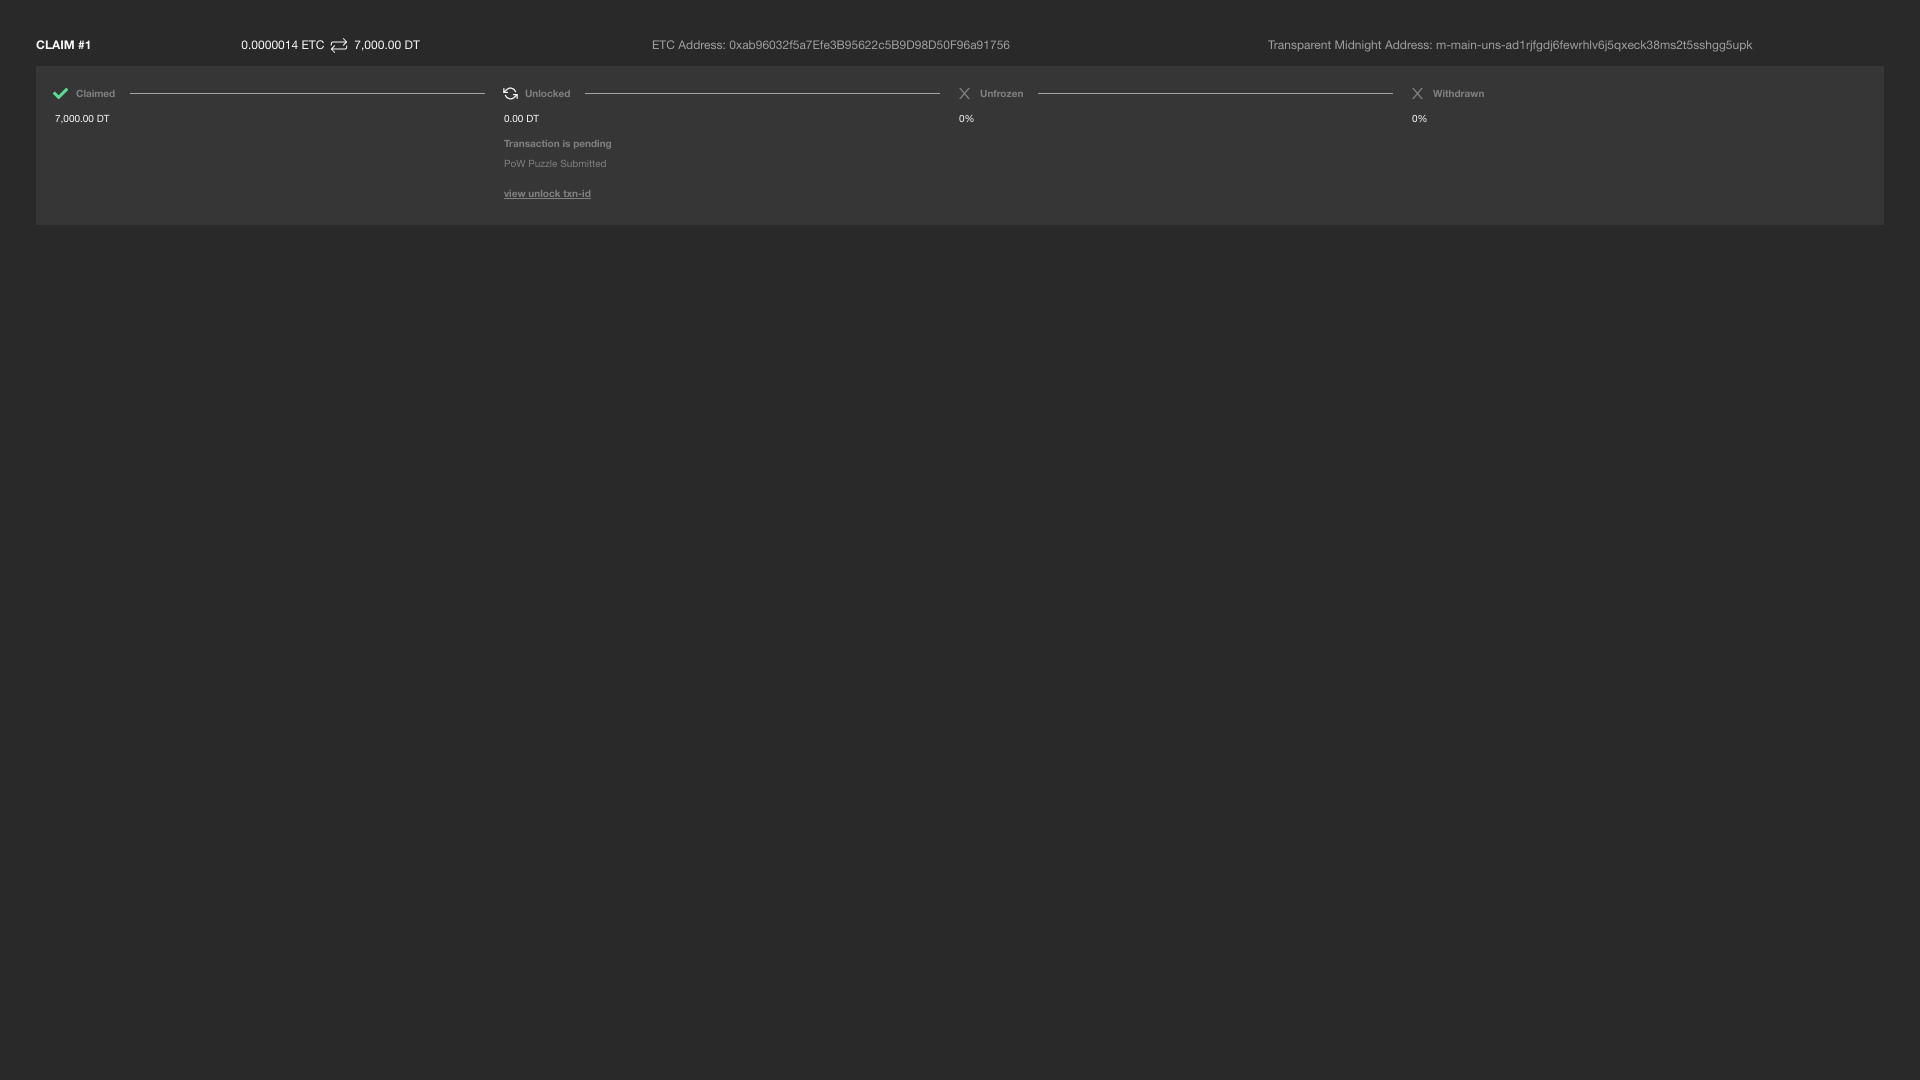 CLAIM #1 0.0000014 ETC 7,000.00 DT ETC Address: 0xab96032f5a7Efe3B95622c5B9D98D50F96a91756 Transparent Midnight Address: m-main-uns-ad1rjfgdj6fewrhlv6j5qxeck38ms2t5sshgg5upk
Claimed Unlocked Unfrozen Withdrawn
7,000.00 DT 0.00 DT 0% 0%
Transaction is pending
PoW Puzzle Submitted
view unlock txn-id